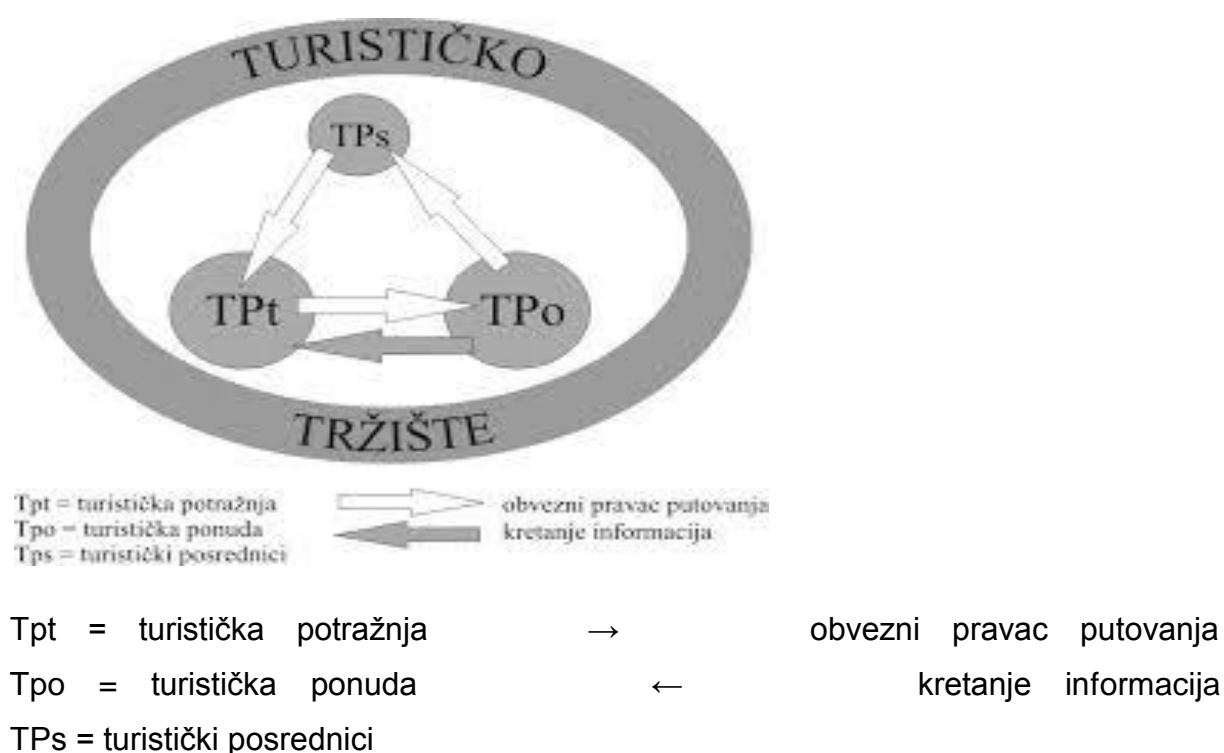 TURISTIČKO
TPs
TPt
TPo
TRŽIŠTE
Tpt = turistička potražnja obvezni pravac putovanja
Tpo = turistička ponuda kretanje informacija
Tps = turistički posrednici
Tpt = turistička potražnja → obvezni pravac putovanja
Tpo = turistička ponuda ← kretanje informacija
TPs = turistički posrednici